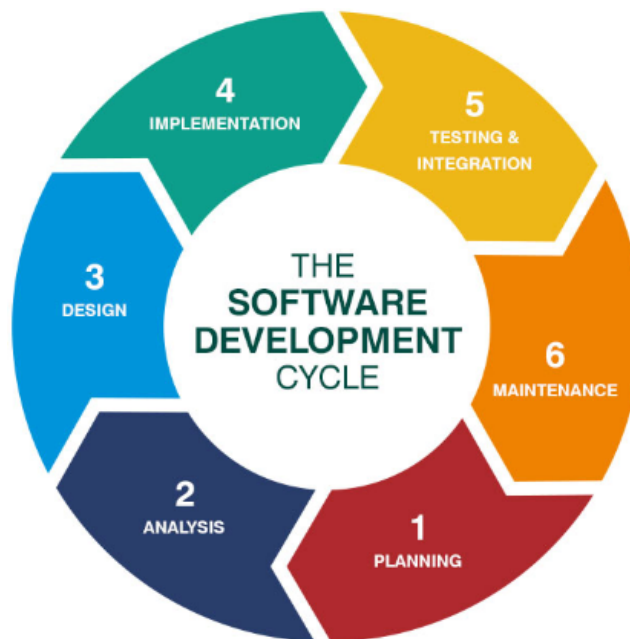 THE
SOFTWARE
DEVELOPMENT
CYCLE
1
PLANNING
2
ANALYSIS
3
DESIGN
4
IMPLEMENTATION
5
TESTING &
INTEGRATION
6
MAINTENANCE